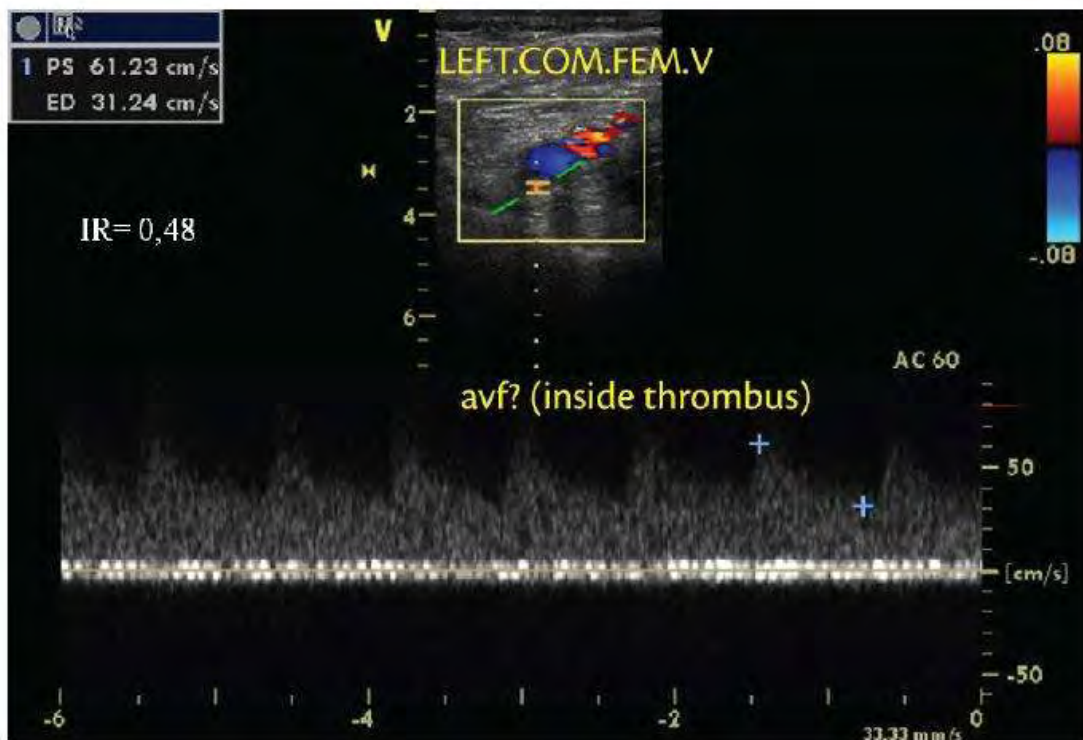 V
1 PS 61.23 cm/s
ED 31.24 cm/s
LEFT.COM.FEM.V
.08
2
4
-.08
IR= 0,48
6
AC 60
avf? (inside thrombus)
50
[cm/s]
-50
-6
-4
-2
0
33.33 mm/s